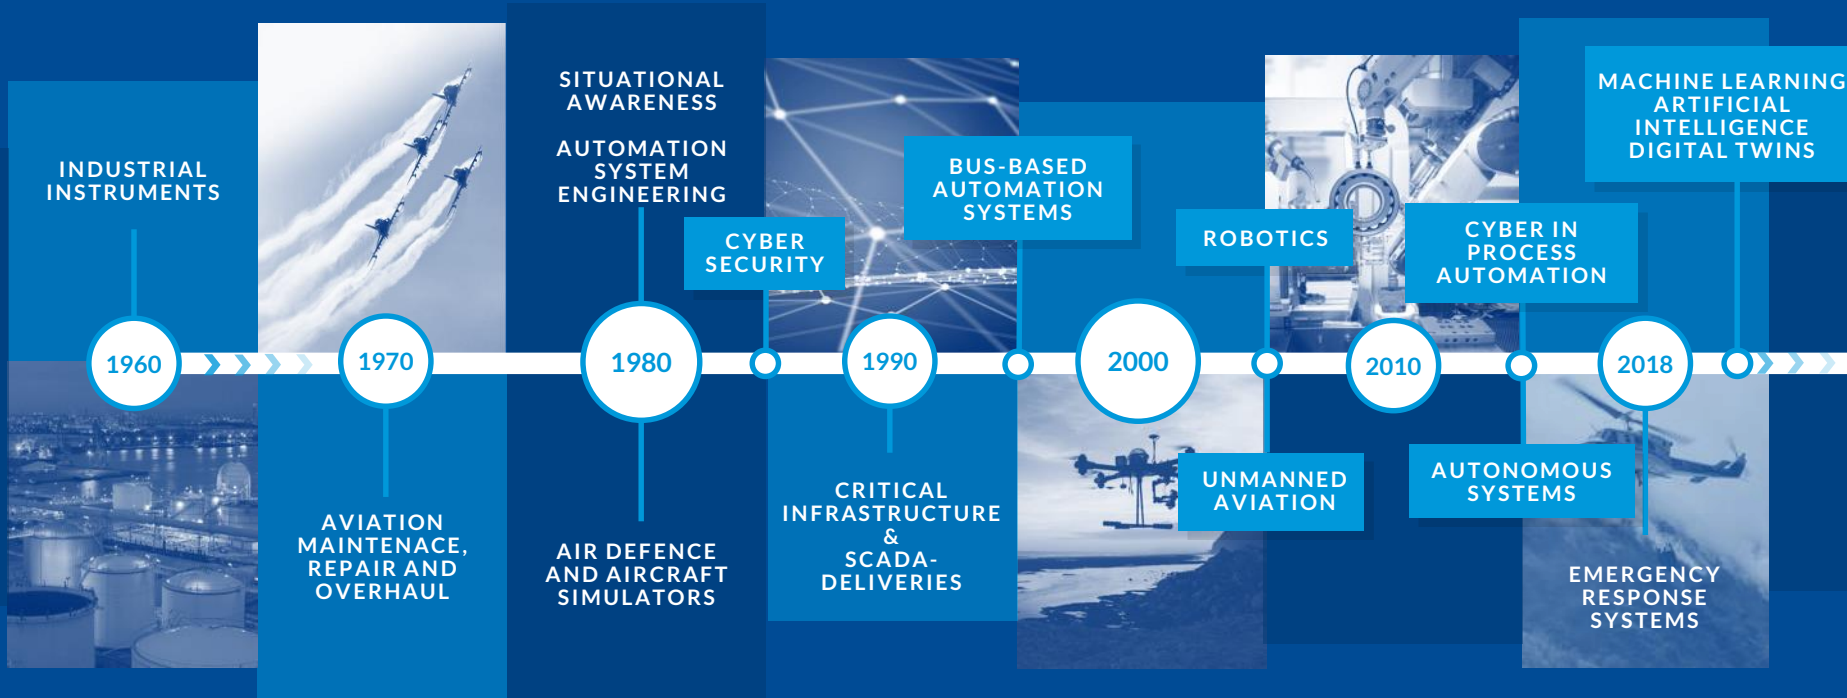 INDUSTRIAL
INSTRUMENTS
1960
1970
AVIATION
MAINTENACE,
REPAIR AND
OVERHAUL
SITUATIONAL
AWARENESS
AUTOMATION
SYSTEM
ENGINEERING
1980
AIR DEFENCE
AND AIRCRAFT
SIMULATORS
CYBER
SECURITY
1990
CRITICAL
INFRASTRUCTURE
&
SCADA-
DELIVERIES
BUS-BASED
AUTOMATION
SYSTEMS
2000
ROBOTICS
UNMANNED
AVIATION
2010
CYBER IN
PROCESS
AUTOMATION
AUTONOMOUS
SYSTEMS
2018
EMERGENCY
RESPONSE
SYSTEMS
MACHINE LEARNING
ARTIFICIAL
INTELLIGENCE
DIGITAL TWINS